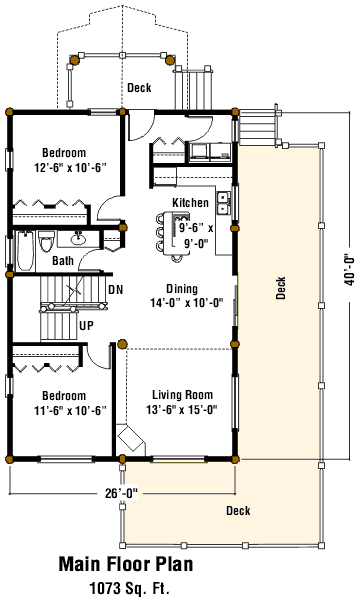 Deck
Bedroom
12'-6" x 10'-6"
Kitchen
9'-6" x
9'-0"
Bath
DN
UP
Dining
14'-0" x 10'-0"
Deck
40'-0"
Bedroom
11'-6" x 10'-6"
Living Room
13'-6" x 15'-0"
26'-0"
Deck
Main Floor Plan
1073 Sq. Ft.